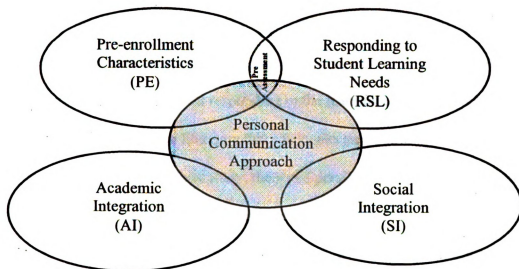 Pre-enrollment
Characteristics
(PE)
Pre
Assessment
Responding to
Student Learning
Needs
(RSL)
Personal
Communication
Approach
Academic
Integration
(AI)
Social
Integration
(SI)